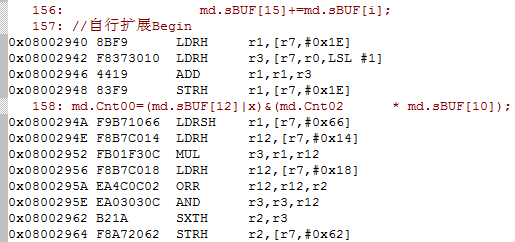 156:         md.sBUF[15]+=md.sBUF[i];
157: //自行扩展Begin
0x08002940 8BF9      LDRH     r1,[r7,#0x1E]
0x08002942 F8373010  LDRH     r3,[r7,r0,LSL #1]
0x08002946 4419      ADD      r1,r1,r3
0x08002948 83F9      STRH     r1,[r7,#0x1E]
158: md.Cnt00=(md.sBUF[12]|x)&(md.Cnt02     * md.sBUF[10]);
0x0800294A F9B71066  LDRSH    r1,[r7,#0x66]
0x0800294E F8B7C014  LDRH     r12,[r7,#0x14]
0x08002952 FB01F30C  MUL      r3,r1,r12
0x08002956 F8B7C018  LDRH     r12,[r7,#0x18]
0x0800295A EA4C0C02  ORR      r12,r12,r2
0x0800295E EA03030C  AND      r3,r3,r12
0x08002962 B21A      SXTH     r2,r3
0x08002964 F8A72062  STRH     r2,[r7,#0x62]